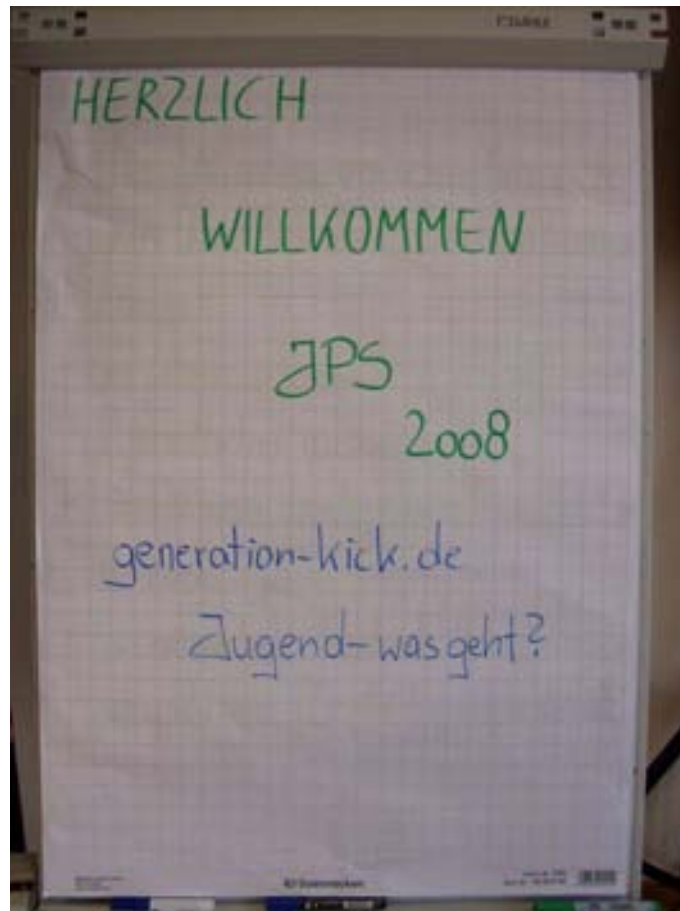 HERZLICH
WILLKOMMEN
JPS
2008
generation-kick.de
Jugend-was geht?